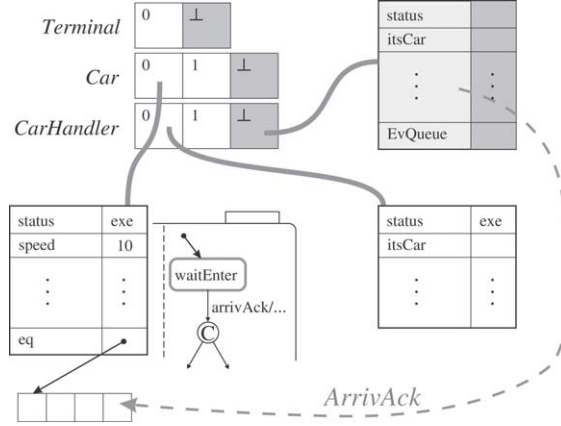 Terminal 0 ⊥
Car 0 1 ⊥
CarHandler 0 1 ⊥
status
itsCar
EvQueue
status exe
speed 10
eq
waitEnter
arrivAck/...
C
status exe
itsCar
ArrivAck